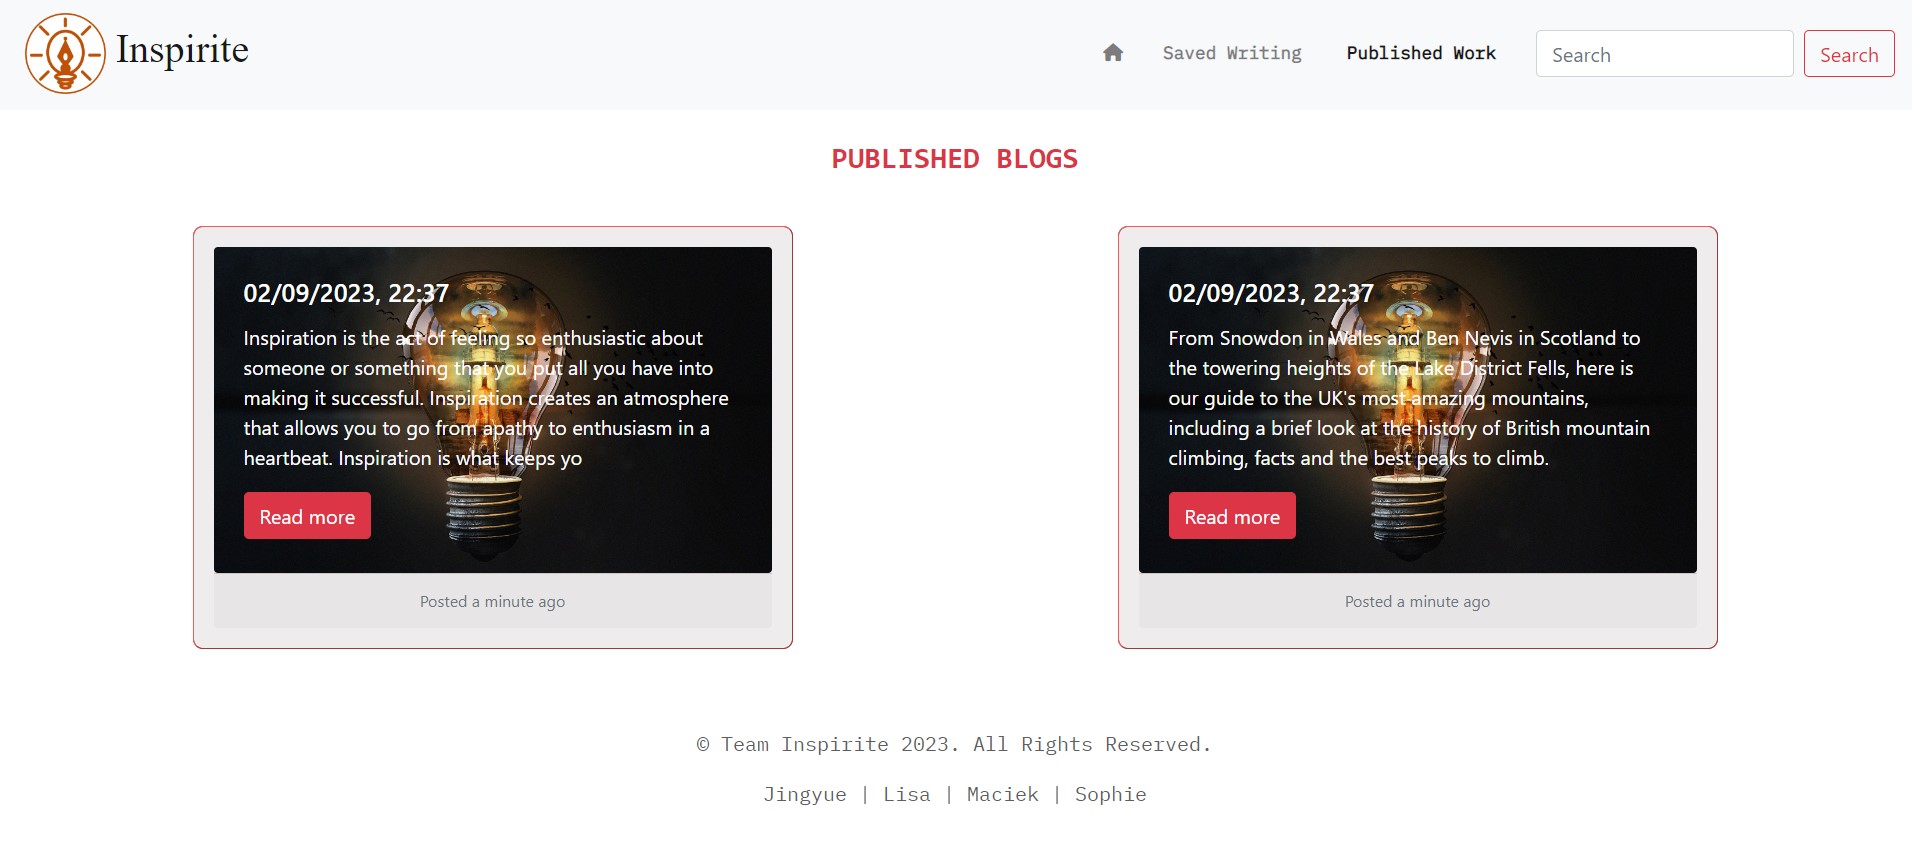 Inspirite
Saved Writing
Published Work
Search
Search
PUBLISHED BLOGS
02/09/2023, 22:37
Inspiration is the act of feeling so enthusiastic about
someone or something that you put all you have into
making it successful. Inspiration creates an atmosphere
that allows you to go from apathy to enthusiasm in a
heartbeat. Inspiration is what keeps yo
Read more
Posted a minute ago
02/09/2023, 22:37
From Snowdon in Wales and Ben Nevis in Scotland to
the towering heights of the Lake District Fells, here is
our guide to the UK's most amazing mountains,
including a brief look at the history of British mountain
climbing, facts and the best peaks to climb.
Read more
Posted a minute ago
© Team Inspirite 2023. All Rights Reserved.
Jingyue | Lisa | Maciek | Sophie